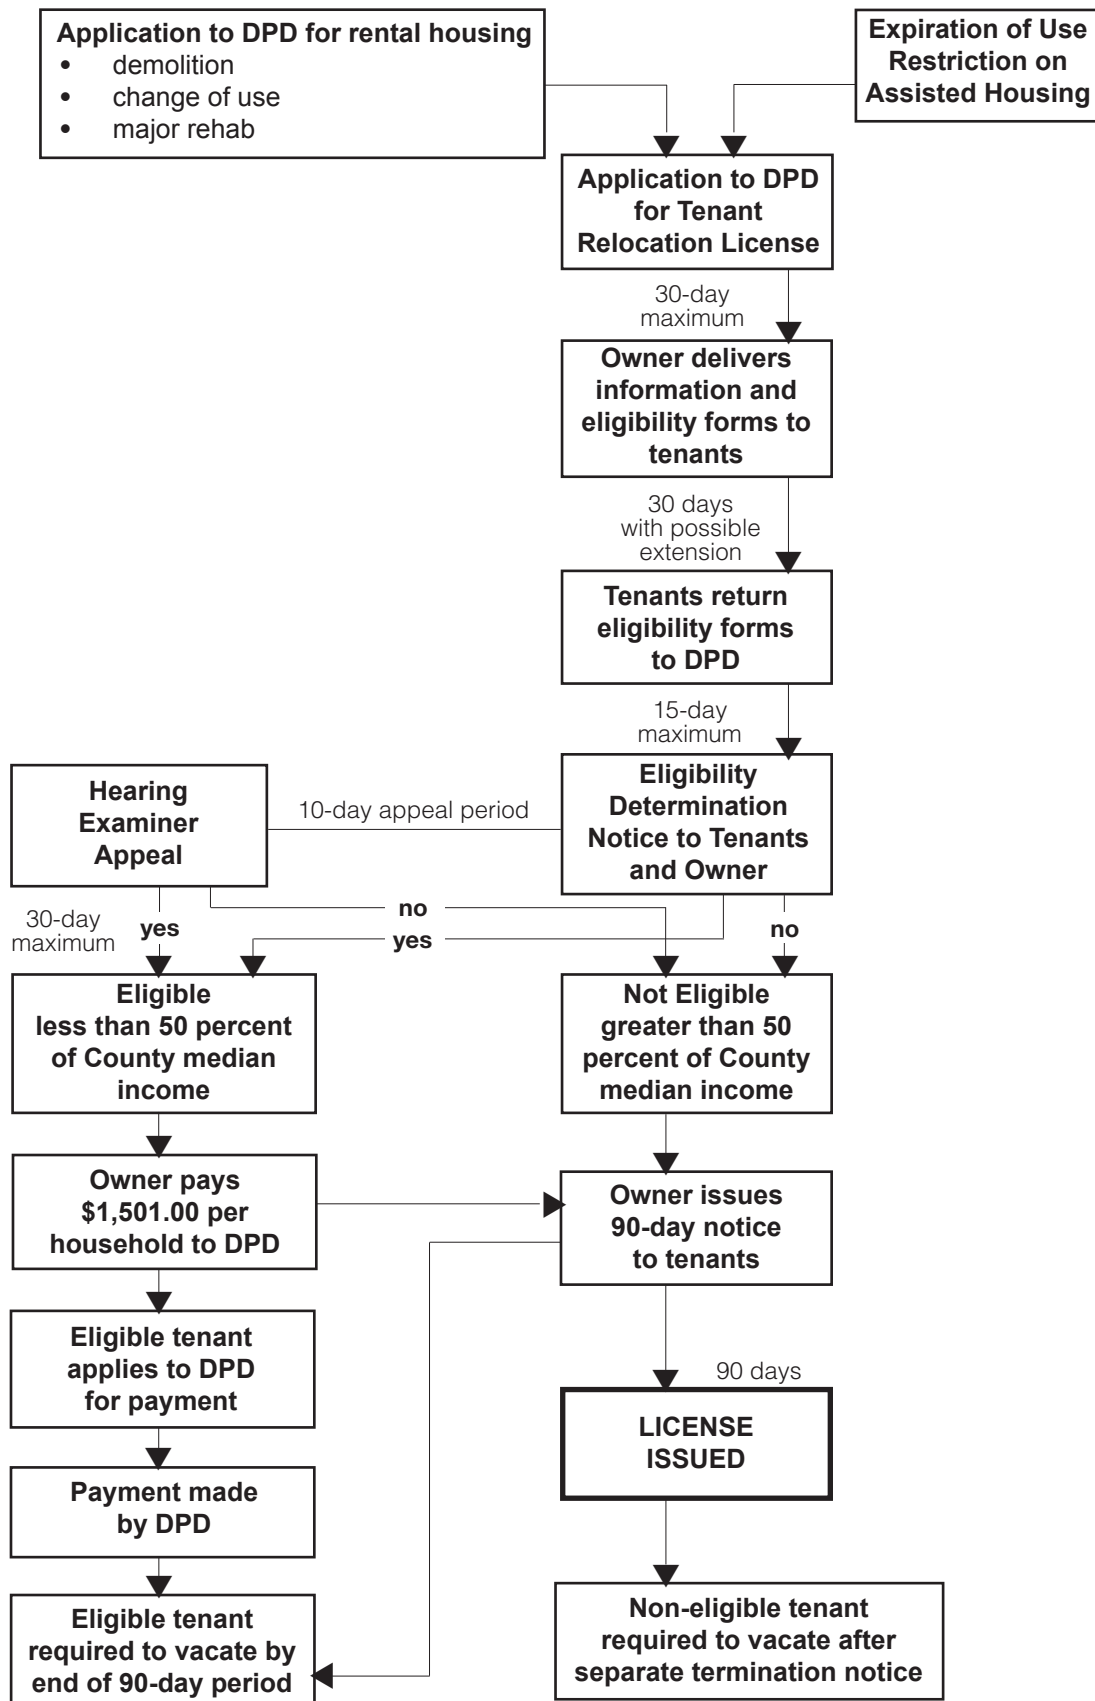 Application to DPD for rental housing
• demolition
• change of use
• major rehab
Expiration of Use
Restriction on
Assisted Housing
Application to DPD
for Tenant
Relocation License
30-day
maximum
Owner delivers
information and
eligibility forms to
tenants
30 days
with possible
extension
Tenants return
eligibility forms
to DPD
15-day
maximum
Eligibility
Determination
Notice to Tenants
and Owner
10-day appeal period
Hearing
Examiner
Appeal
30-day
maximum
yes
no
yes
no
Eligible
less than 50 percent
of County median
income
Not Eligible
greater than 50
percent of County
median income
Owner pays
$1,501.00 per
household to DPD
Owner issues
90-day notice
to tenants
Eligible tenant
applies to DPD
for payment
90 days
LICENSE
ISSUED
Payment made
by DPD
Eligible tenant
required to vacate by
end of 90-day period
Non-eligible tenant
required to vacate after
separate termination notice